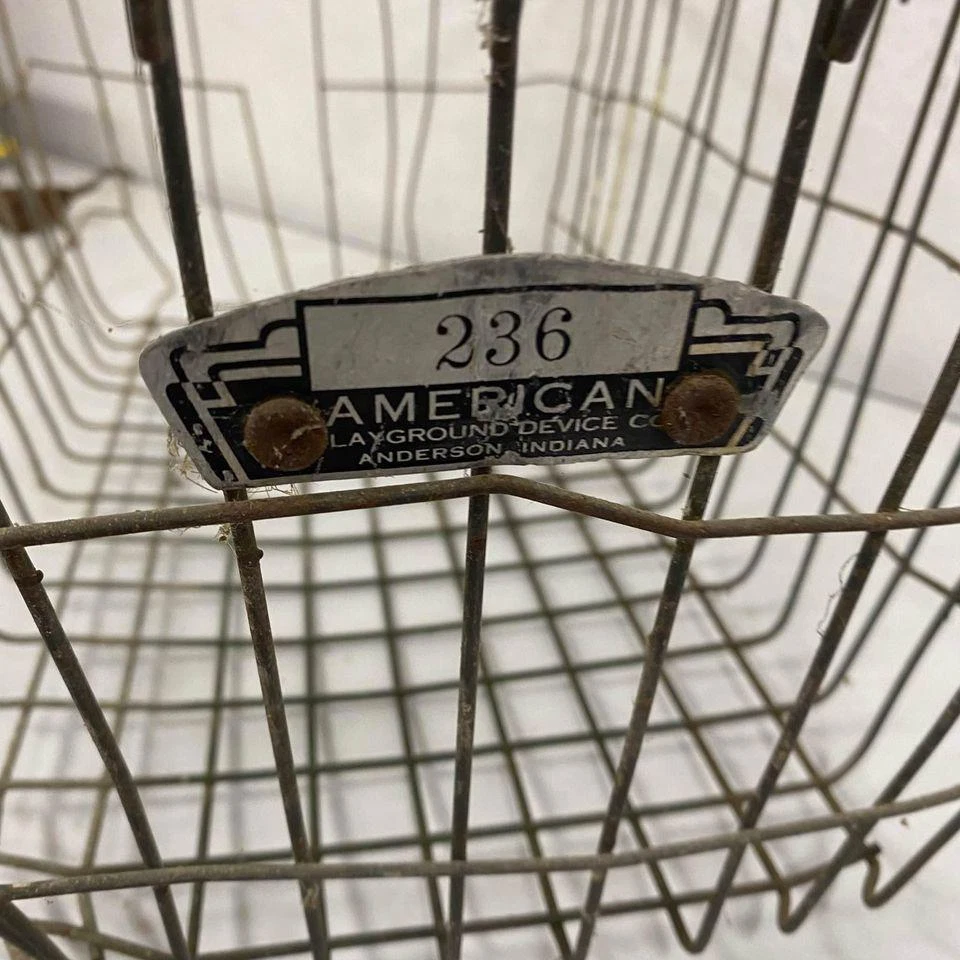 236
AMERICAN
LAYGROUND DEVICE CO
ANDERSON, INDIANA